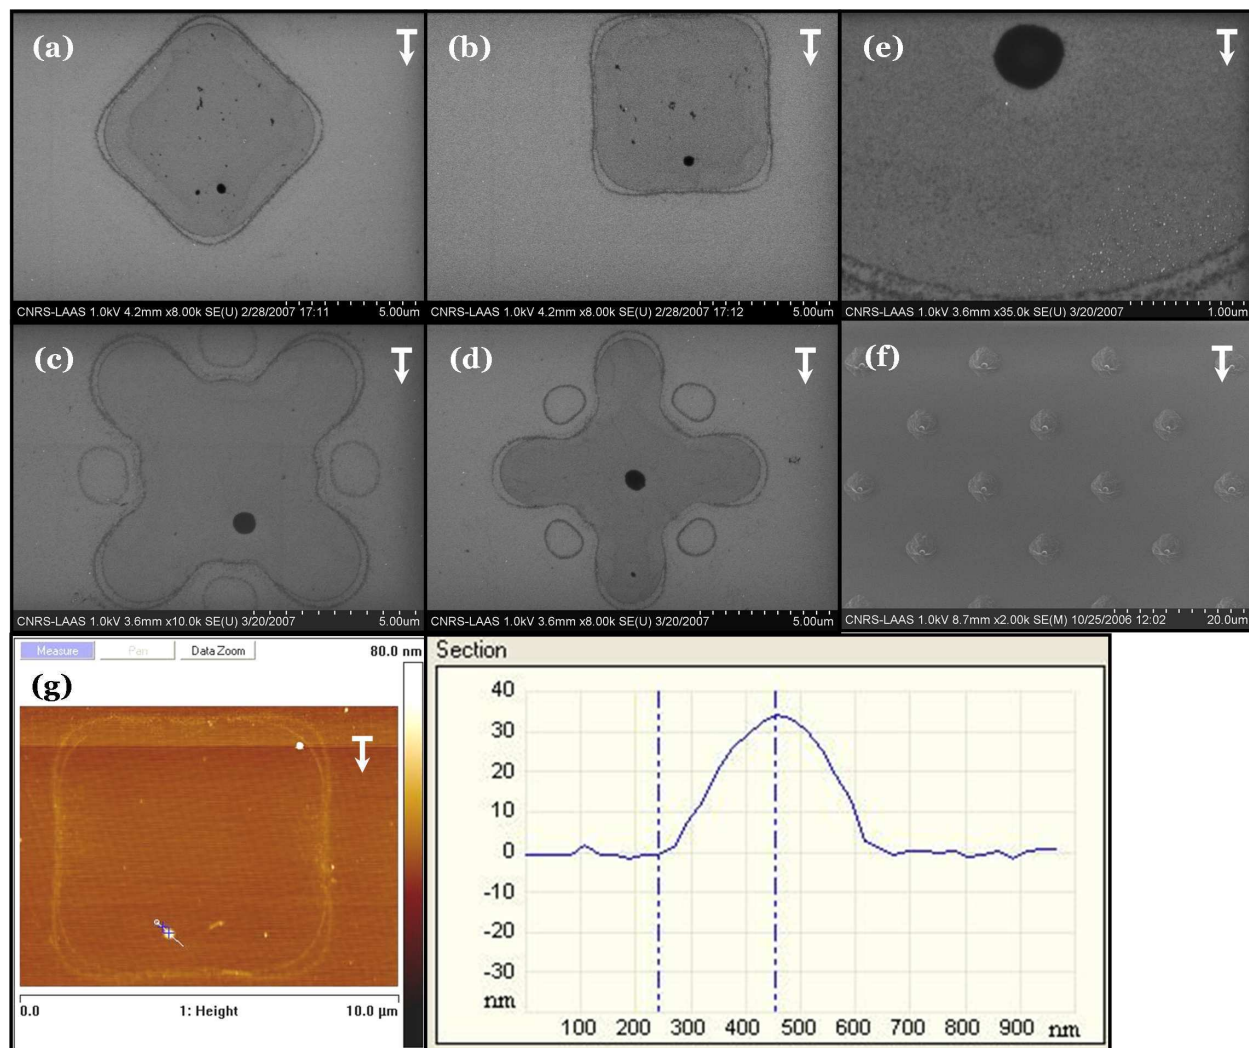 (a)
CNRS-LAAS 1.0kV 4.2mm x8.00k SE(U) 2/28/2007 17:11 5.00um
(b)
CNRS-LAAS 1.0kV 4.2mm x8.00k SE(U) 2/28/2007 17:12 5.00um
(e)
CNRS-LAAS 1.0kV 3.6mm x35.0k SE(U) 3/20/2007 1.00um
(c)
CNRS-LAAS 1.0kV 3.6mm x10.0k SE(U) 3/20/2007 5.00um
(d)
CNRS-LAAS 1.0kV 3.6mm x8.00k SE(U) 3/20/2007 5.00um
(f)
CNRS-LAAS 1.0kV 8.7mm x2.00k SE(M) 10/25/2006 12:02 20.0um
Measure Pan Data Zoom 80.0 nm
(g)
0.0 1: Height 10.0 µm
Section
40
30
20
10
0
-10
-20
-30
nm
100 200 300 400 500 600 700 800 900 nm